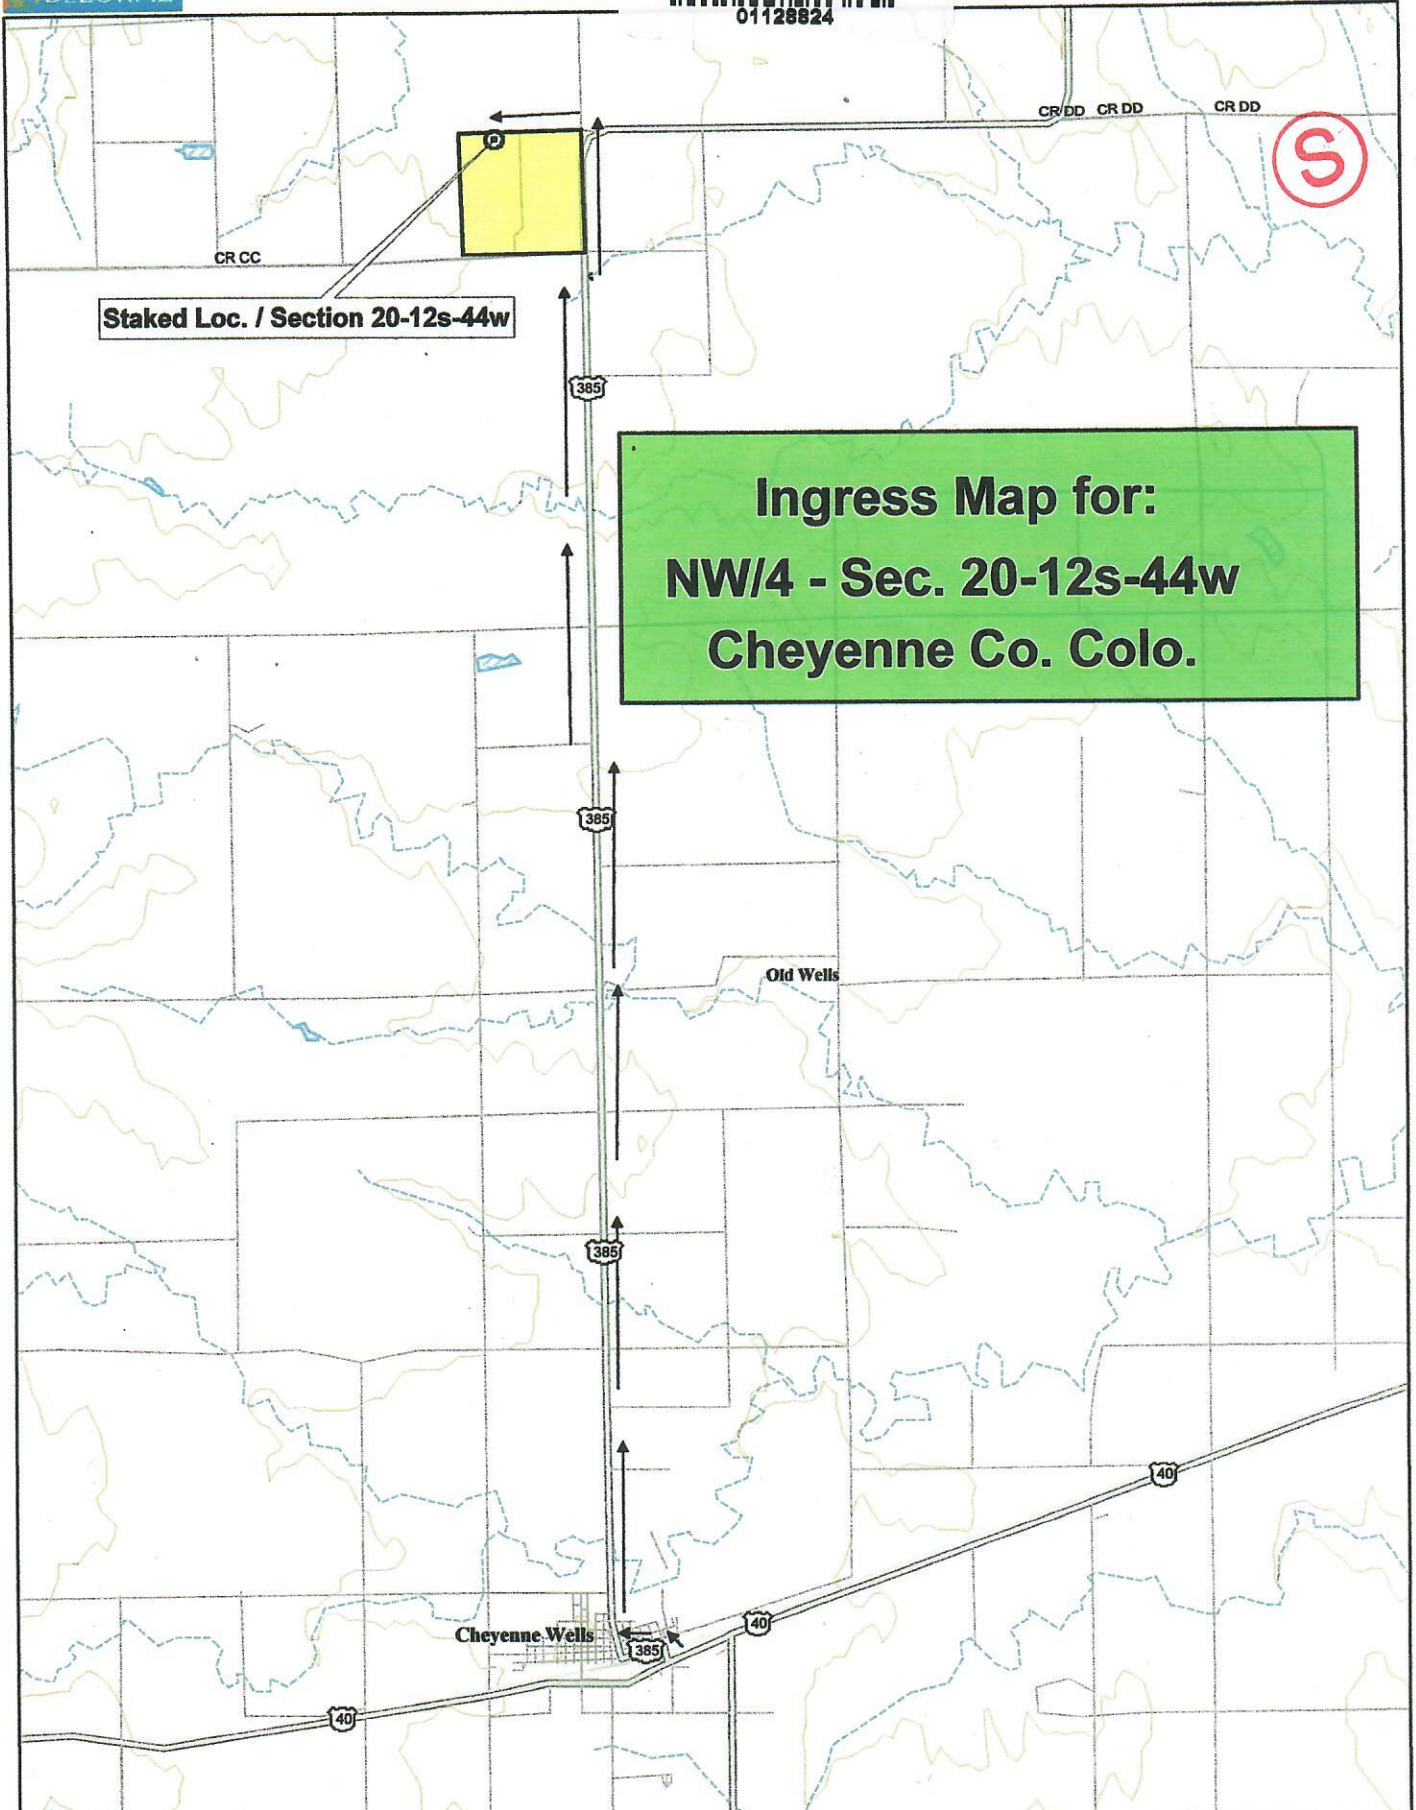 01128824
CR DD CR DD CR DD
S
CR CC
Staked Loc. / Section 20-12s-44w
385
Ingress Map for:
NW/4 - Sec. 20-12s-44w
Cheyenne Co. Colo.
385
Old Wells
385
40
40
Cheyenne Wells
385
40